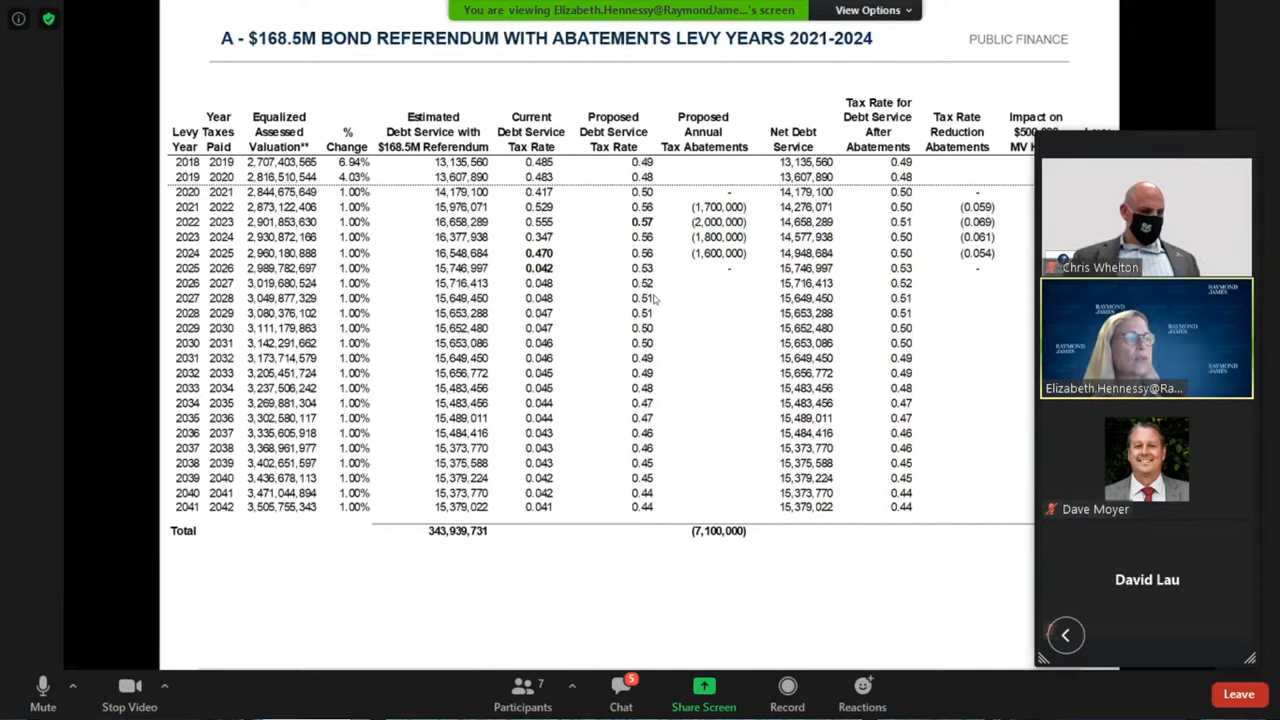 You are viewing Elizabeth.Hennessy@RaymondJame...'s screen
View Options
A - $168.5M BOND REFERENDUM WITH ABATEMENTS LEVY YEARS 2021-2024
PUBLIC FINANCE
Levy Year | Year Taxes Paid | Equalized Assessed Valuation** | % Change | Estimated Debt Service with $168.5M Referendum | Current Debt Service Tax Rate | Proposed Debt Service Tax Rate | Proposed Annual Tax Abatements | Net Debt Service | Tax Rate for Debt Service After Abatements | Tax Rate Reduction Abatements | Impact on
2018 2019 2,707,403,565 6.94% 13,135,560 0.485 0.49 13,135,560 0.49
2019 2020 2,816,510,544 4.03% 13,607,890 0.483 0.48 13,607,890 0.48
2020 2021 2,844,675,649 1.00% 14,179,100 0.417 0.50 - 14,179,100 0.50 -
2021 2022 2,873,122,406 1.00% 15,976,071 0.529 0.56 (1,700,000) 14,276,071 0.50 (0.059)
2022 2023 2,901,853,630 1.00% 16,658,289 0.555 0.57 (2,000,000) 14,658,289 0.51 (0.069)
2023 2024 2,930,872,166 1.00% 16,377,938 0.347 0.56 (1,800,000) 14,577,938 0.50 (0.061)
2024 2025 2,960,180,888 1.00% 16,548,684 0.470 0.56 (1,600,000) 14,948,684 0.50 (0.054)
2025 2026 2,989,782,697 1.00% 15,746,997 0.042 0.53 - 15,746,997 0.53 -
2026 2027 3,019,680,524 1.00% 15,716,413 0.048 0.52 15,716,413 0.52
2027 2028 3,049,877,329 1.00% 15,649,450 0.048 0.51 15,649,450 0.51
2028 2029 3,080,376,102 1.00% 15,653,288 0.047 0.51 15,653,288 0.51
2029 2030 3,111,179,863 1.00% 15,652,480 0.047 0.50 15,652,480 0.50
2030 2031 3,142,291,662 1.00% 15,653,086 0.046 0.50 15,653,086 0.50
2031 2032 3,173,714,579 1.00% 15,649,450 0.046 0.49 15,649,450 0.49
2032 2033 3,205,451,724 1.00% 15,656,772 0.045 0.49 15,656,772 0.49
2033 2034 3,237,506,242 1.00% 15,483,456 0.045 0.48 15,483,456 0.48
2034 2035 3,269,881,304 1.00% 15,483,456 0.044 0.47 15,483,456 0.47
2035 2036 3,302,580,117 1.00% 15,489,011 0.044 0.47 15,489,011 0.47
2036 2037 3,335,605,918 1.00% 15,484,416 0.043 0.46 15,484,416 0.46
2037 2038 3,368,961,977 1.00% 15,373,770 0.043 0.46 15,373,770 0.46
2038 2039 3,402,651,597 1.00% 15,375,588 0.043 0.45 15,375,588 0.45
2039 2040 3,436,678,113 1.00% 15,379,224 0.042 0.45 15,379,224 0.45
2040 2041 3,471,044,894 1.00% 15,373,770 0.042 0.44 15,373,770 0.44
2041 2042 3,505,755,343 1.00% 15,379,022 0.041 0.44 15,379,022 0.44
Total 343,939,731 (7,100,000)
Chris Whelton
RAYMOND JAMES
RAYMOND JAMES
RAYMOND JAMES
RAYMOND JAMES
Elizabeth.Hennessy@Ra...
Dave Moyer
David Lau
Mute
Stop Video
7
Participants
5
Chat
Share Screen
Record
Reactions
Leave